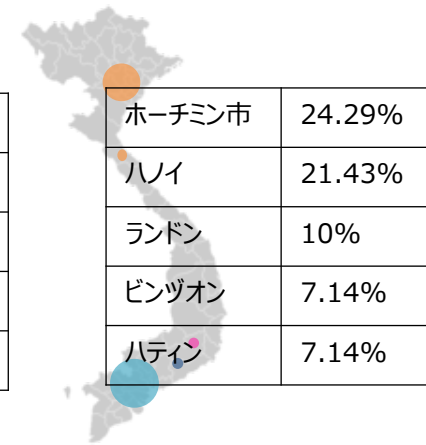 ホーチミン市 24.29%
ハノイ 21.43%
ランドン 10%
ビンヅオン 7.14%
ハティン 7.14%